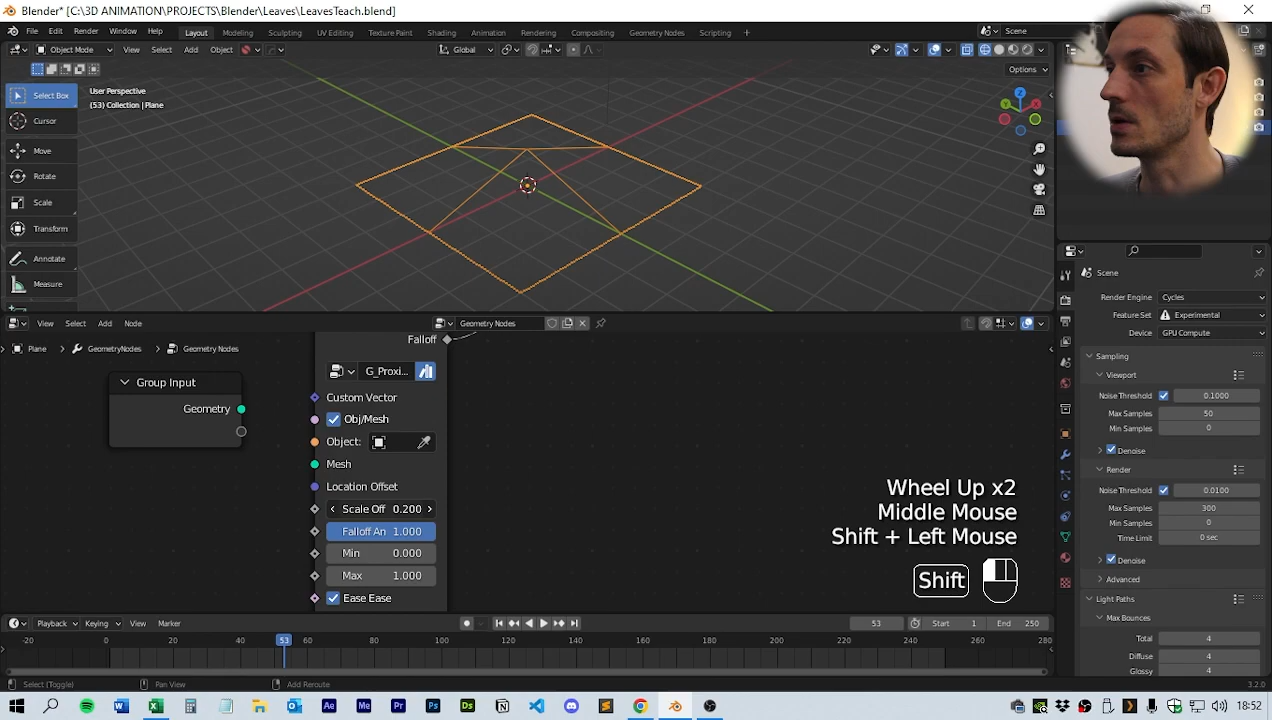 Blender* [C:\3D ANIMATION\PROJECTS\Blender\Leaves\LeavesTeach.blend]
File Edit Render Window Help Layout Modeling Sculpting UV Editing Texture Paint Shading Animation Rendering Compositing Geometry Nodes Scripting + Scene
Object Mode View Select Add Object Global
Options
Select Box
Cursor
Move
Rotate
Scale
Transform
Annotate
Measure
User Perspective
(53) Collection | Plane
Z
Y
X
View Select Add Node Geometry Nodes
Plane > GeometryNodes > Geometry Nodes
Group Input
Geometry
Falloff
G_Proxi...
Custom Vector
Obj/Mesh
Object:
Mesh
Location Offset
Scale Off 0.200
Falloff An 1.000
Min 0.000
Max 1.000
Ease Ease
Wheel Up x2
Middle Mouse
Shift + Left Mouse
Shift
Scene
Render Engine Cycles
Feature Set Experimental
Device GPU Compute
Sampling
Viewport
Noise Threshold 0.1000
Max Samples 50
Min Samples 0
Denoise
Render
Noise Threshold 0.0100
Max Samples 300
Min Samples 0
Time Limit 0 sec
Denoise
Advanced
Light Paths
Max Bounces
Total 4
Diffuse 4
Glossy 4
Playback Keying View Marker 53 Start 1 End 250
-20 0 20 40 53 60 80 100 120 140 160 180 200 220 240 260 280
Select (Toggle) Pan View Add Reroute 3.2.0
Ae Me Pr Ps Ds 18:52